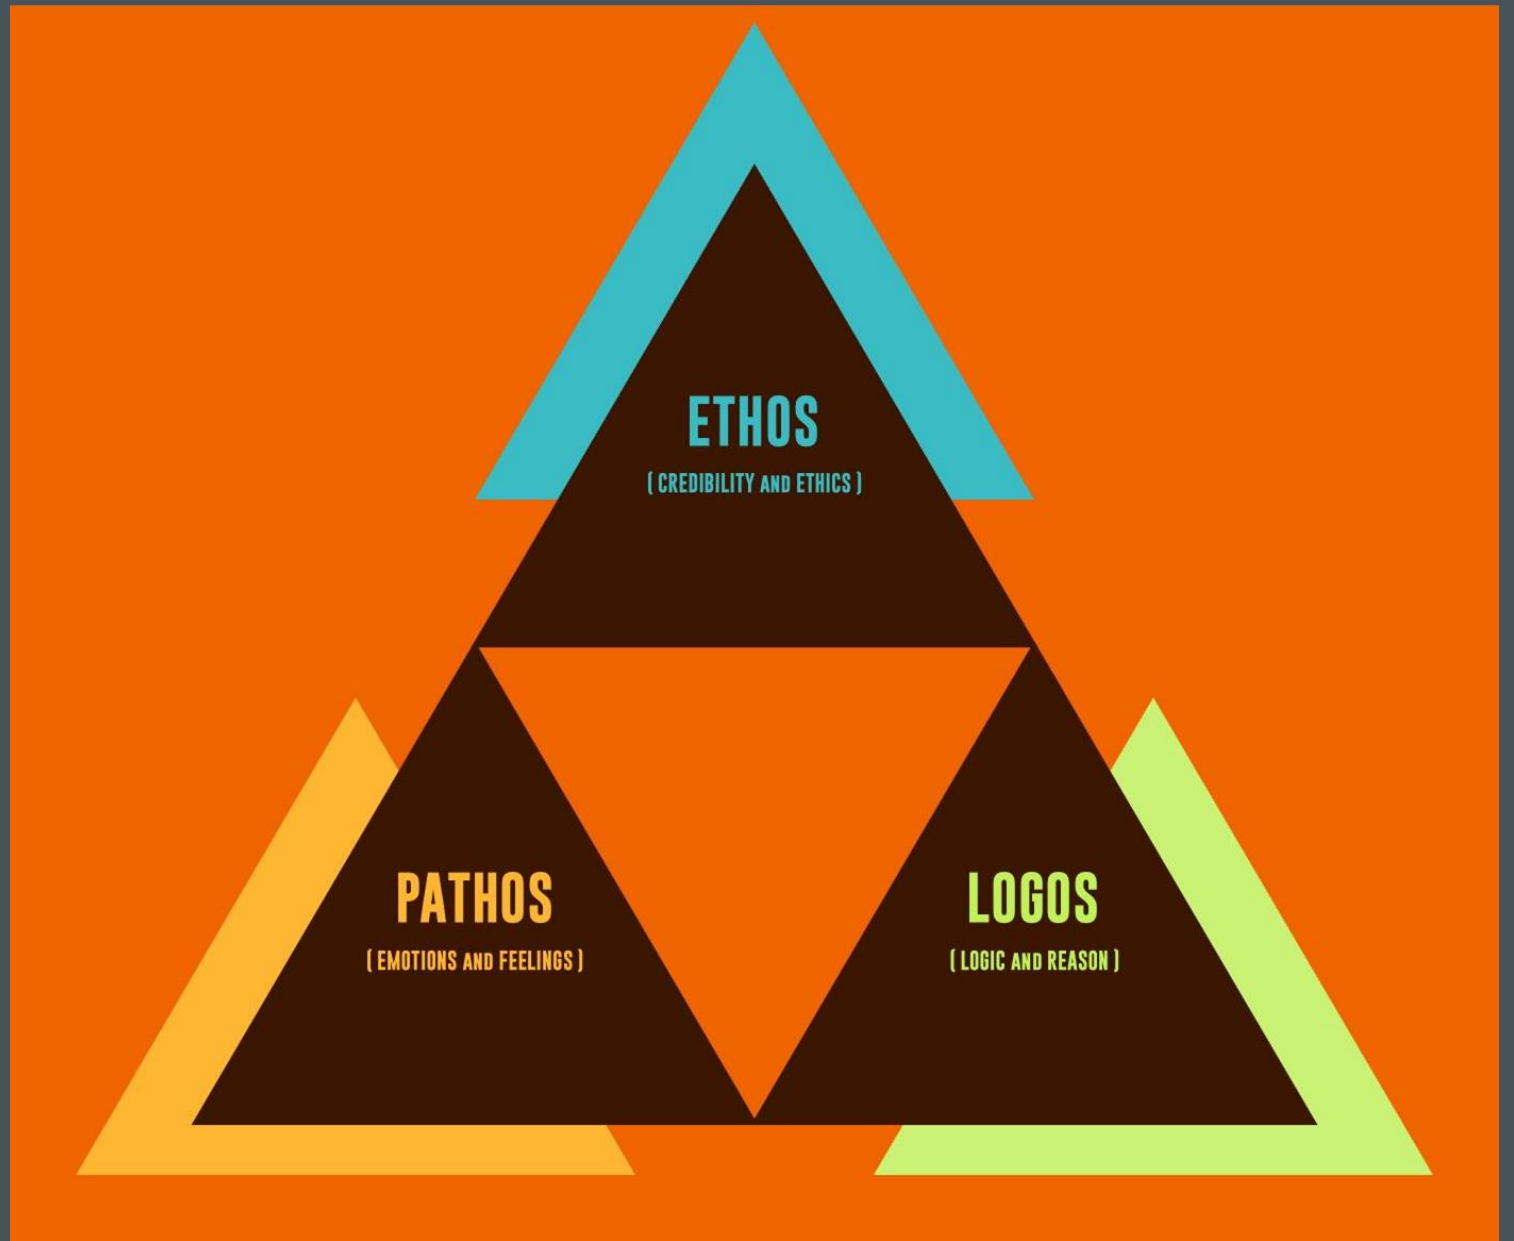 ETHOS
( CREDIBILITY AND ETHICS )
PATHOS
( EMOTIONS AND FEELINGS )
LOGOS
( LOGIC AND REASON )